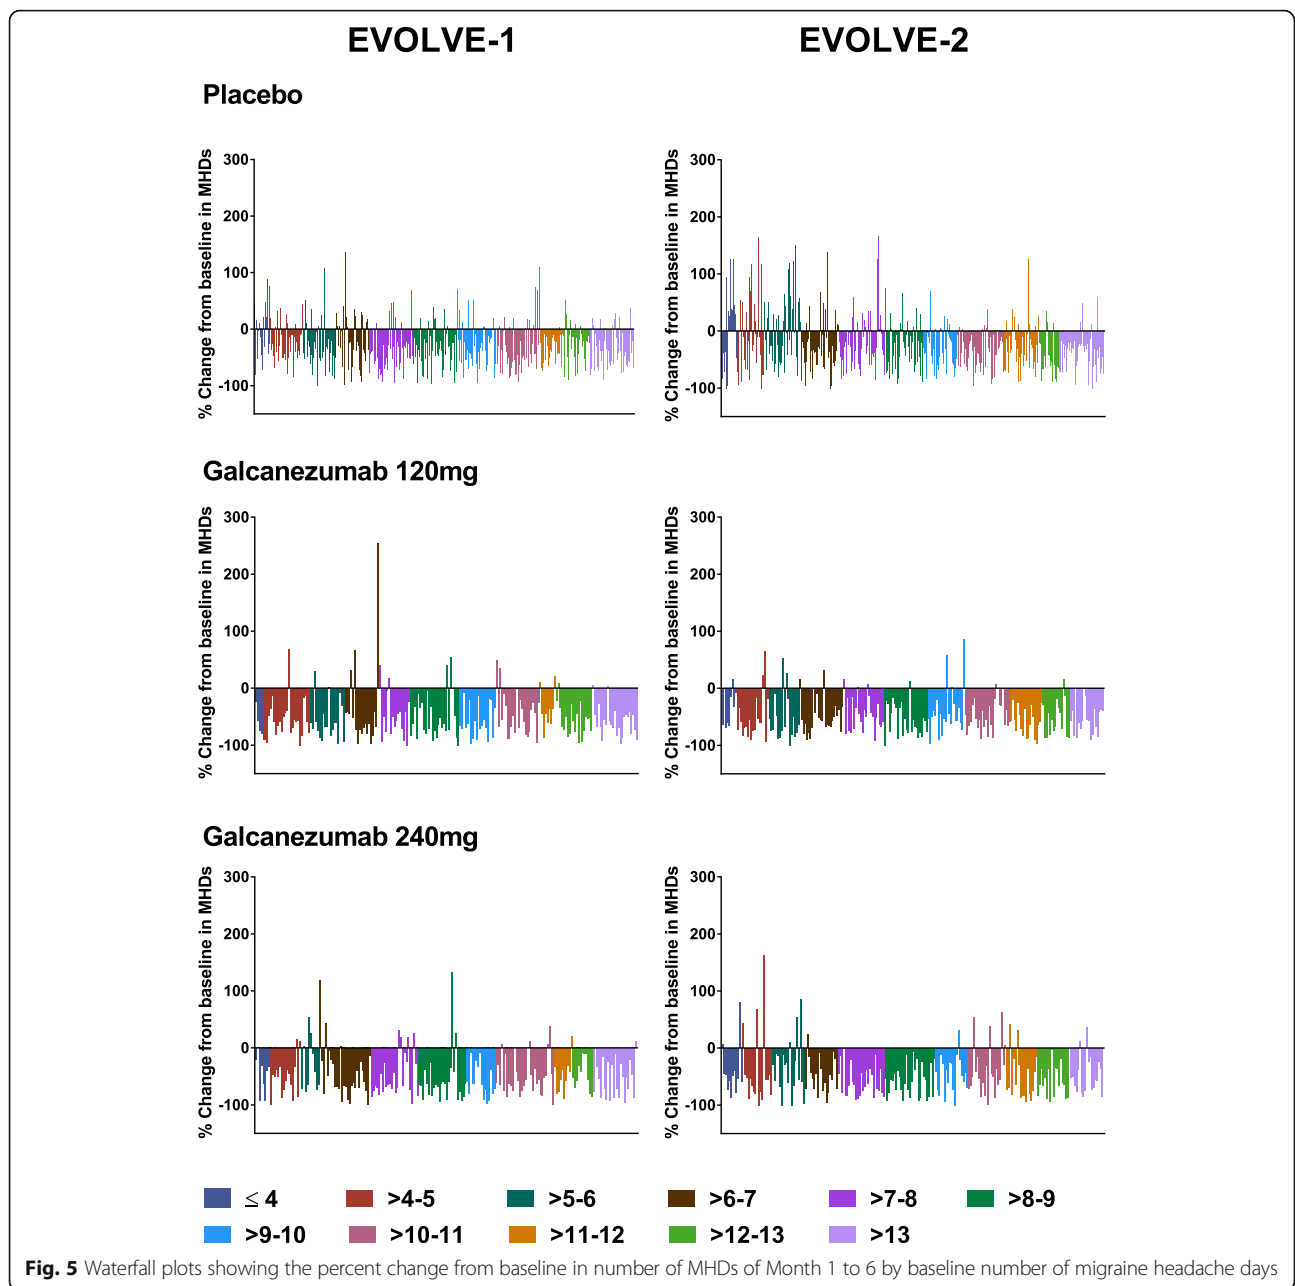 EVOLVE-1 EVOLVE-2
Placebo
% Change from baseline in MHDs
300
200
100
0
-100
% Change from baseline in MHDs
300
200
100
0
-100
Galcanezumab 120mg
% Change from baseline in MHDs
300
200
100
0
-100
% Change from baseline in MHDs
300
200
100
0
-100
Galcanezumab 240mg
% Change from baseline in MHDs
300
200
100
0
-100
% Change from baseline in MHDs
300
200
100
0
-100
≤ 4 >4-5 >5-6 >6-7 >7-8 >8-9
>9-10 >10-11 >11-12 >12-13 >13
Fig. 5 Waterfall plots showing the percent change from baseline in number of MHDs of Month 1 to 6 by baseline number of migraine headache days